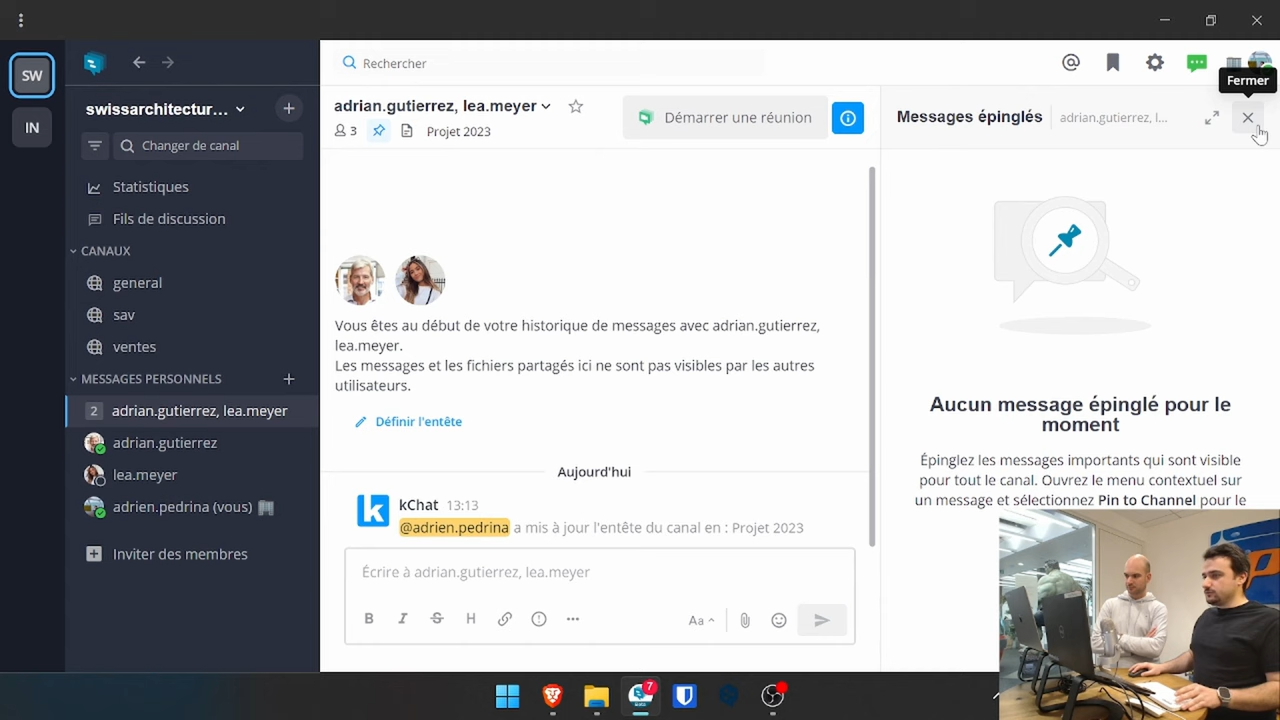 SW
IN
swissarchitectur...
Changer de canal
Statistiques
Fils de discussion
CANAUX
general
sav
ventes
MESSAGES PERSONNELS
2 adrian.gutierrez, lea.meyer
adrian.gutierrez
lea.meyer
adrien.pedrina (vous)
Inviter des membres
Rechercher
adrian.gutierrez, lea.meyer
3
Projet 2023
Démarrer une réunion
Vous êtes au début de votre historique de messages avec adrian.gutierrez,
lea.meyer.
Les messages et les fichiers partagés ici ne sont pas visibles par les autres
utilisateurs.
Définir l'entête
Aujourd'hui
kChat 13:13
@adrien.pedrina a mis à jour l'entête du canal en : Projet 2023
Écrire à adrian.gutierrez, lea.meyer
B I S H
Aa
Fermer
Messages épinglés
adrian.gutierrez, l...
Aucun message épinglé pour le
moment
Épinglez les messages importants qui sont visible
pour tout le canal. Ouvrez le menu contextuel sur
un message et sélectionnez Pin to Channel pour le
7